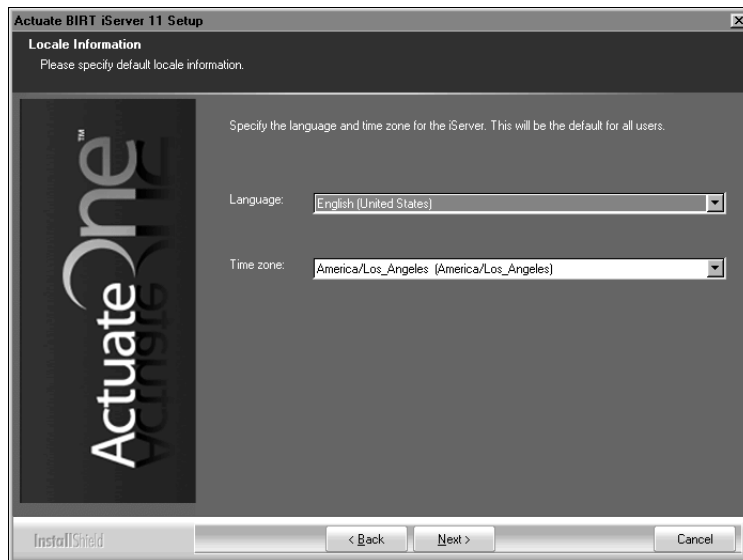 Actuate BIRT iServer 11 Setup
Locale Information
Please specify default locale information.
ActuateOne™
Specify the language and time zone for the iServer. This will be the default for all users.
Language: English (United States)
Time zone: America/Los_Angeles (America/Los_Angeles)
InstallShield
< Back Next > Cancel